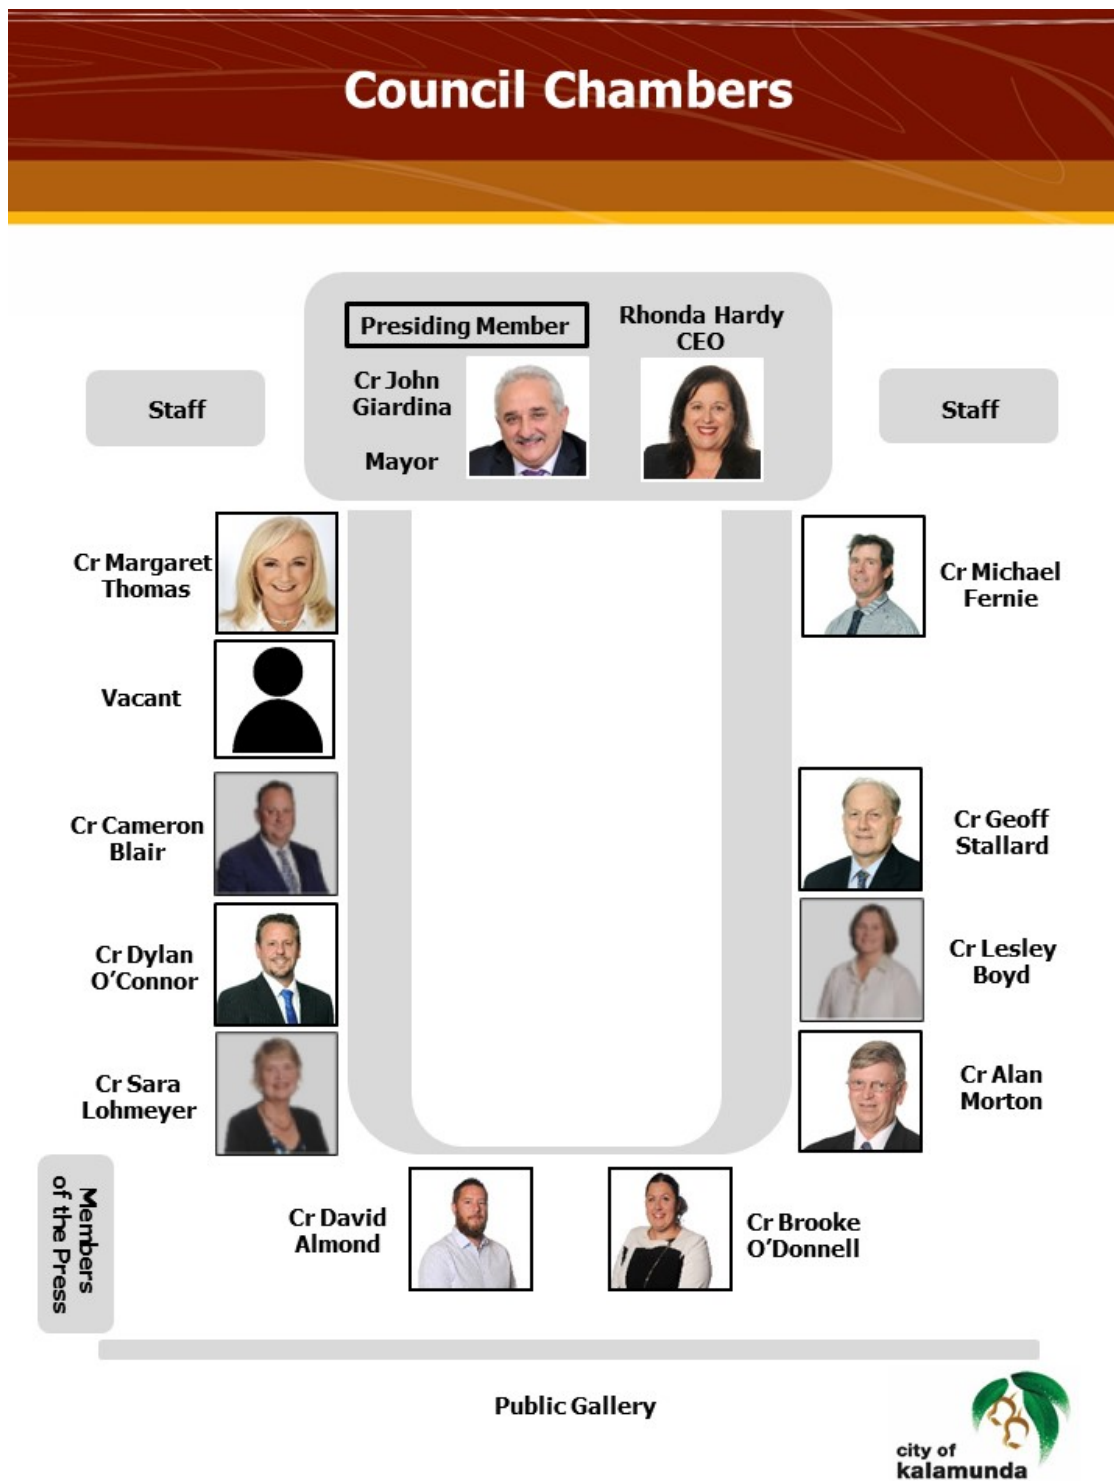 Council Chambers
Presiding Member
Rhonda Hardy
CEO
Cr John
Giardina
Mayor
Staff
Staff
Cr Margaret
Thomas
Cr Michael
Fernie
Vacant
Cr Cameron
Blair
Cr Geoff
Stallard
Cr Dylan
O'Connor
Cr Lesley
Boyd
Cr Sara
Lohmeyer
Cr Alan
Morton
Members
of the Press
Cr David
Almond
Cr Brooke
O'Donnell
Public Gallery
city of
kalamunda